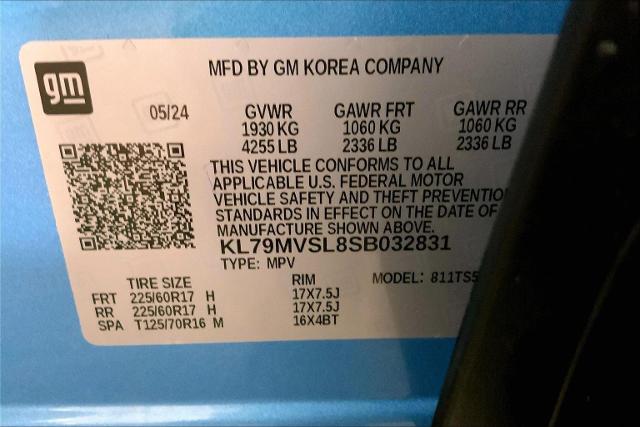 gm
MFD BY GM KOREA COMPANY
05/24 GVWR GAWR FRT GAWR RR
1930 KG 1060 KG 1060 KG
4255 LB 2336 LB 2336 LB
THIS VEHICLE CONFORMS TO ALL
APPLICABLE U.S. FEDERAL MOTOR
VEHICLE SAFETY AND THEFT PREVENTIO
STANDARDS IN EFFECT ON THE DATE OF
MANUFACTURE SHOWN ABOVE.
KL79MVSL8SB032831
TYPE: MPV
TIRE SIZE RIM MODEL: 811TS5
FRT 225/60R17 H 17X7.5J
RR 225/60R17 H 17X7.5J
SPA T125/70R16 M 16X4BT